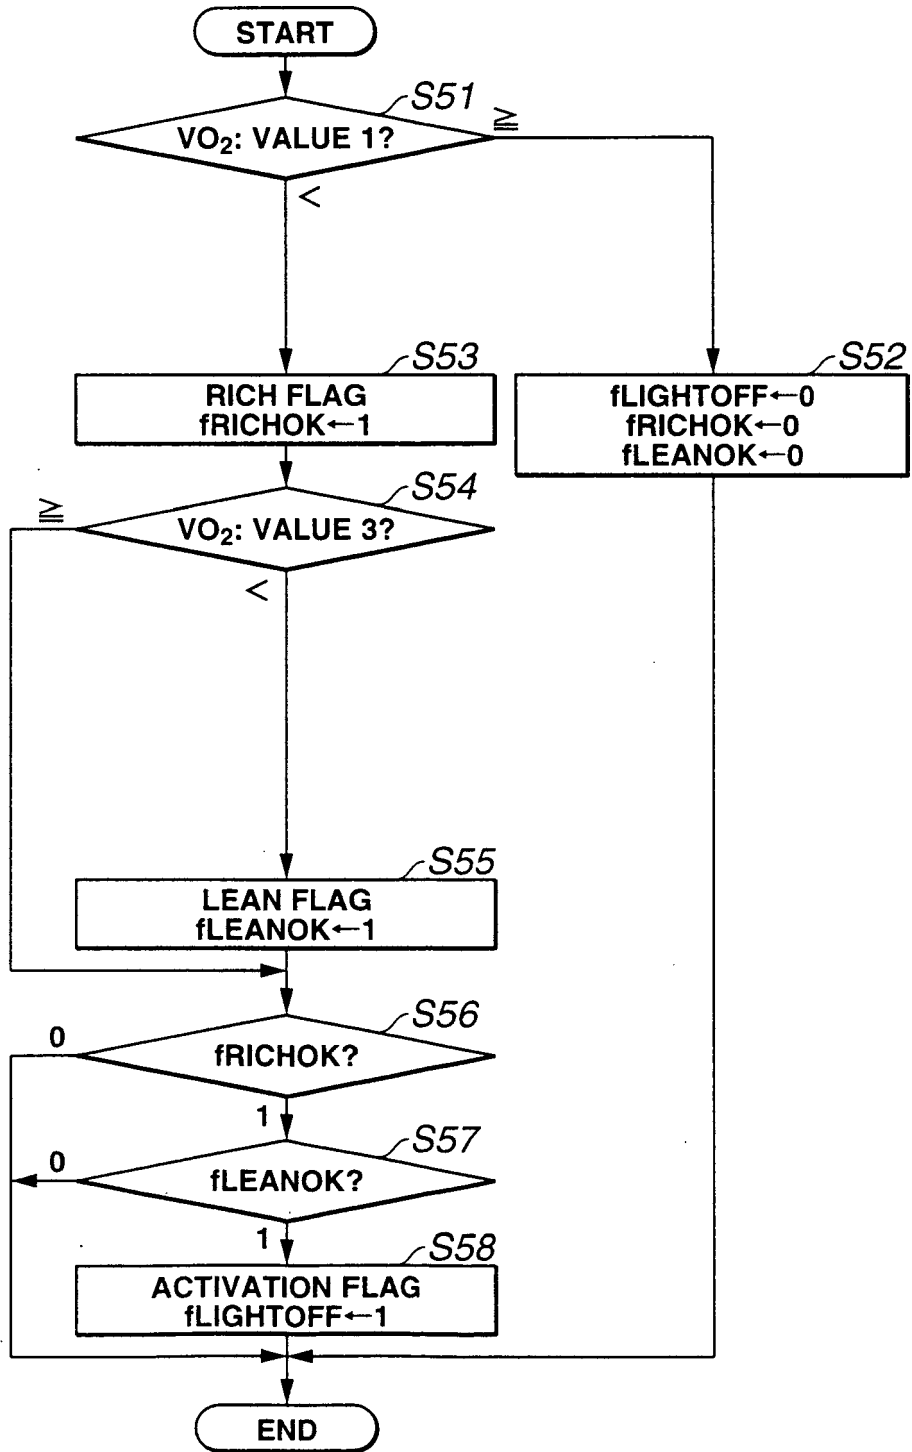 START
S51
VO₂: VALUE 1?
≧
<
S53
RICH FLAG
fRICHOK←1
S52
fLIGHTOFF←0
fRICHOK←0
fLEANOK←0
S54
VO₂: VALUE 3?
≧
<
S55
LEAN FLAG
fLEANOK←1
S56
fRICHOK?
0
1
S57
fLEANOK?
0
1
S58
ACTIVATION FLAG
fLIGHTOFF←1
END